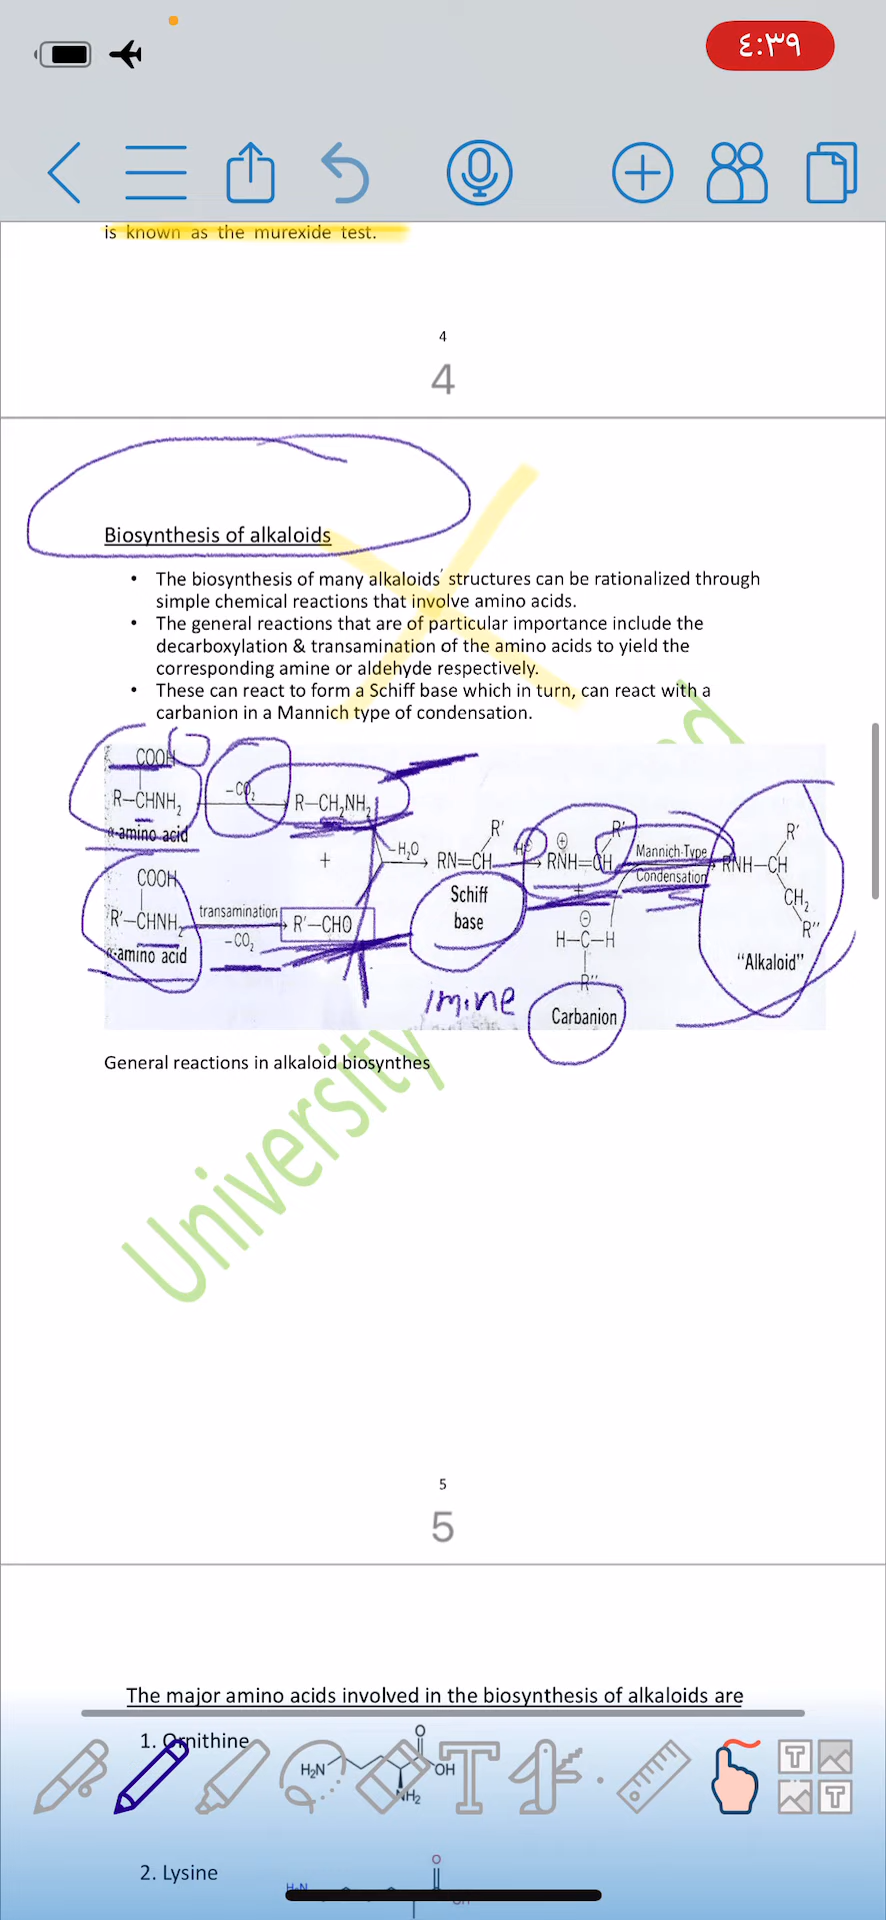 ٤:٣٩
is known as the murexide test.
4
4
Biosynthesis of alkaloids
• The biosynthesis of many alkaloids' structures can be rationalized through
simple chemical reactions that involve amino acids.
• The general reactions that are of particular importance include the
decarboxylation & transamination of the amino acids to yield the
corresponding amine or aldehyde respectively.
• These can react to form a Schiff base which in turn, can react with a
carbanion in a Mannich type of condensation.
COOH
R—CHNH₂
-CO₂
R—CH₂NH₂
α-amino acid
+
-H₂O
R'
RN=CH
Schiff
base
H⊕
⊕
R'
RNH=CH
Mannich-Type
Condensation
R'
RNH—CH
CH₂
R''
"Alkaloid"
COOH
R'—CHNH₂
transamination
-CO₂
R'—CHO
α-amino acid
+
⊖
H—C—H
R''
Carbanion
imine
General reactions in alkaloid biosynthes
University
5
5
The major amino acids involved in the biosynthesis of alkaloids are
1. Ornithine
O
H₂N
OH
NH₂
2. Lysine
O
H₂N
T
T
T